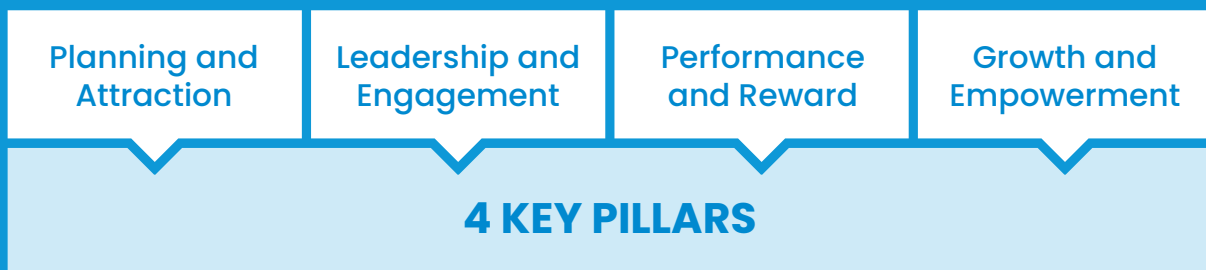 Planning and
Attraction
Leadership and
Engagement
Performance
and Reward
Growth and
Empowerment
4 KEY PILLARS